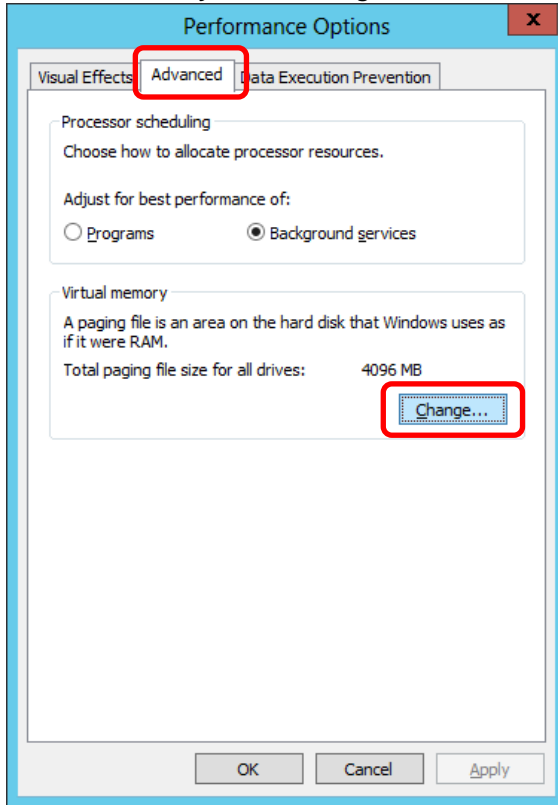 Performance Options
x
Visual Effects Advanced Data Execution Prevention
Processor scheduling
Choose how to allocate processor resources.
Adjust for best performance of:
Programs Background services
Virtual memory
A paging file is an area on the hard disk that Windows uses as
if it were RAM.
Total paging file size for all drives: 4096 MB
Change...
OK Cancel Apply